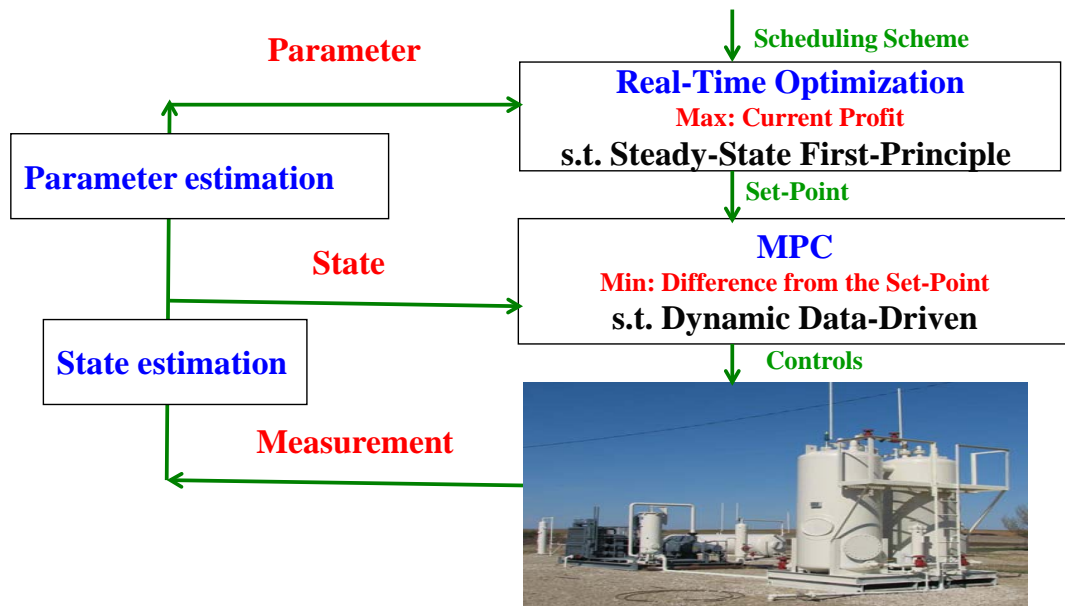 Scheduling Scheme
Parameter
Real-Time Optimization
Max: Current Profit
s.t. Steady-State First-Principle
Parameter estimation
Set-Point
MPC
State
Min: Difference from the Set-Point
s.t. Dynamic Data-Driven
State estimation
Controls
Measurement